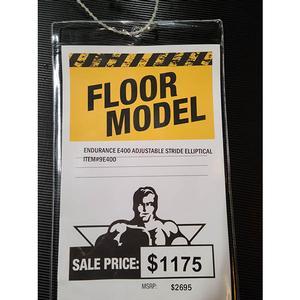 FLOOR
MODEL
ENDURANCE E400 ADJUSTABLE STRIDE ELLIPTICAL
ITEM#9E400
SALE PRICE: $1175
MSRP: $2695